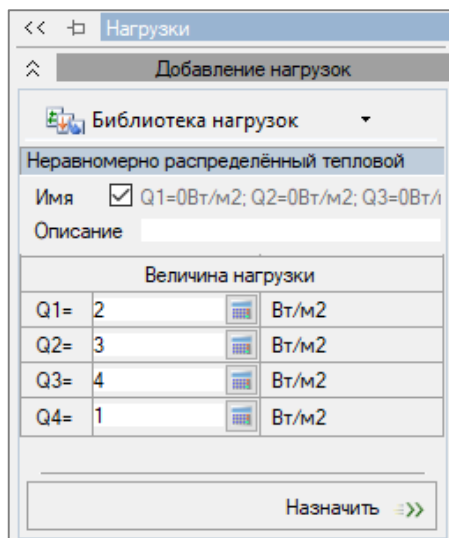 Нагрузки
Добавление нагрузок
Библиотека нагрузок
Неравномерно распределённый тепловой
Имя Q1=0Вт/м2; Q2=0Вт/м2; Q3=0Вт/
Описание
Величина нагрузки
Q1= 2 Вт/м2
Q2= 3 Вт/м2
Q3= 4 Вт/м2
Q4= 1 Вт/м2
Назначить